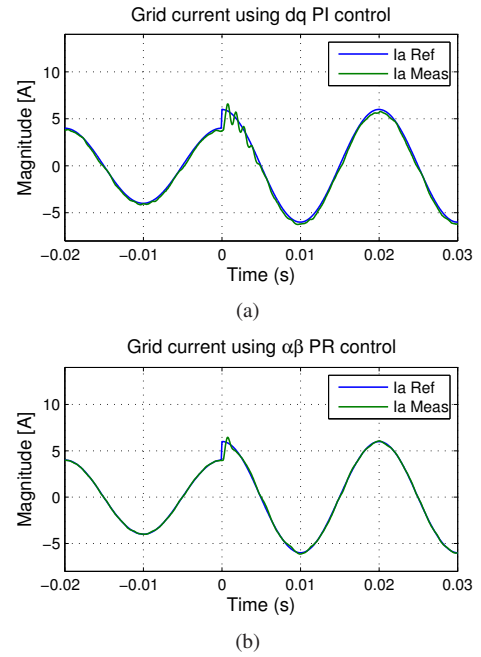 Grid current using dq PI control
Ia Ref
Ia Meas
10
5
0
−5
Magnitude [A]
−0.02 −0.01 0 0.01 0.02 0.03
Time (s)
(a)
Grid current using αβ PR control
Ia Ref
Ia Meas
10
5
0
−5
Magnitude [A]
−0.02 −0.01 0 0.01 0.02 0.03
Time (s)
(b)